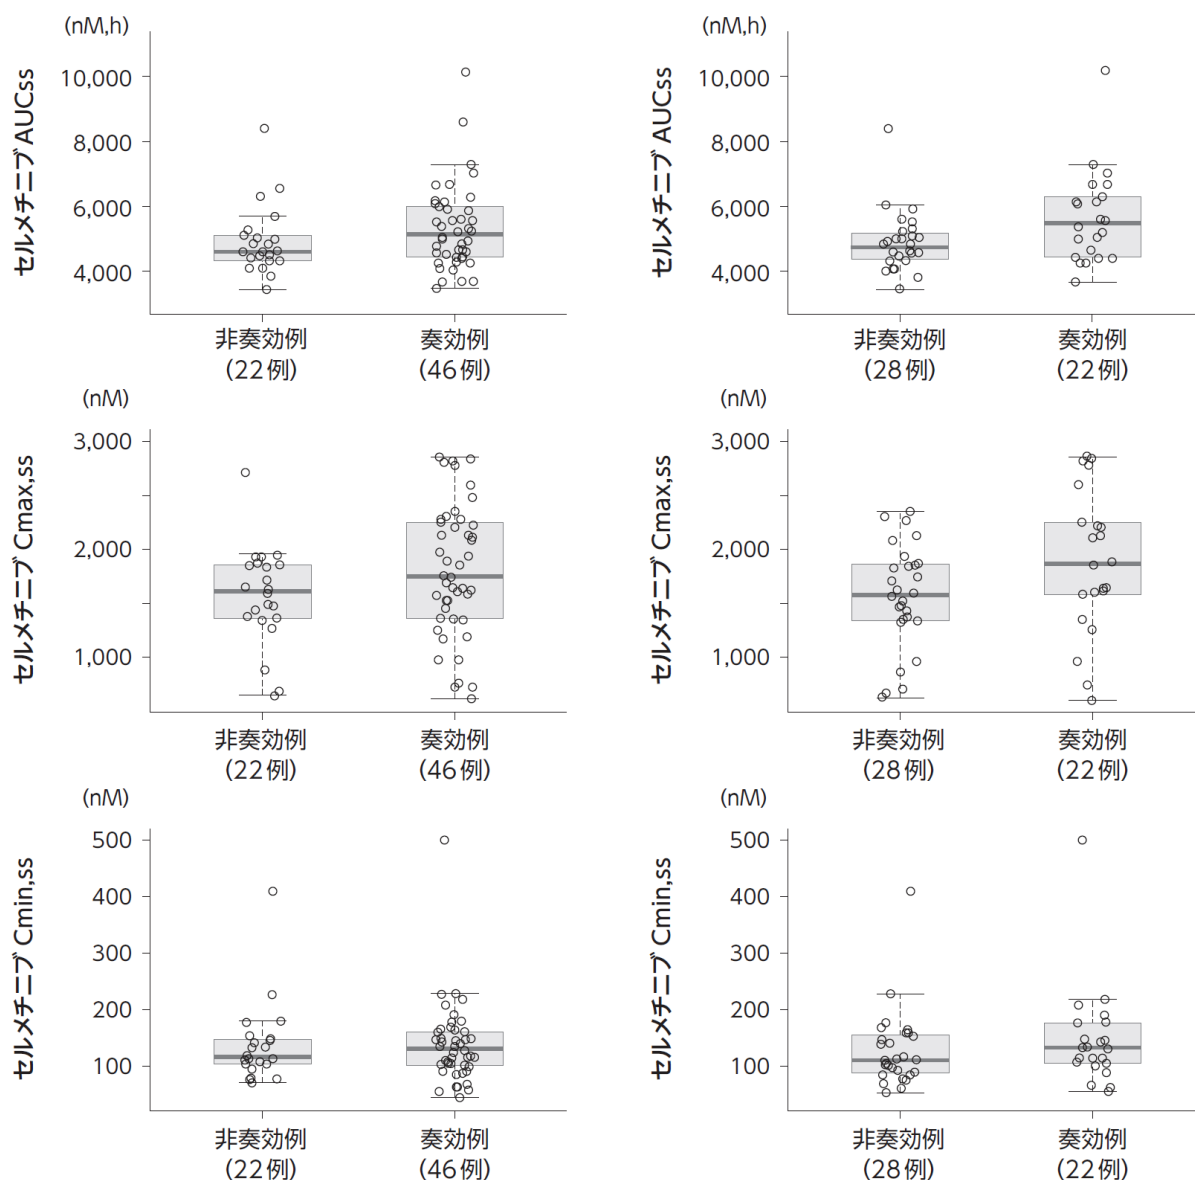 (nM,h)
セルメチニブ AUCss
10,000
8,000
6,000
4,000
非奏効例
(22例)
奏効例
(46例)
(nM,h)
セルメチニブ AUCss
10,000
8,000
6,000
4,000
非奏効例
(28例)
奏効例
(22例)
(nM)
セルメチニブ Cmax,ss
3,000
2,000
1,000
非奏効例
(22例)
奏効例
(46例)
(nM)
セルメチニブ Cmax,ss
3,000
2,000
1,000
非奏効例
(28例)
奏効例
(22例)
(nM)
セルメチニブ Cmin,ss
500
400
300
200
100
非奏効例
(22例)
奏効例
(46例)
(nM)
セルメチニブ Cmin,ss
500
400
300
200
100
非奏効例
(28例)
奏効例
(22例)